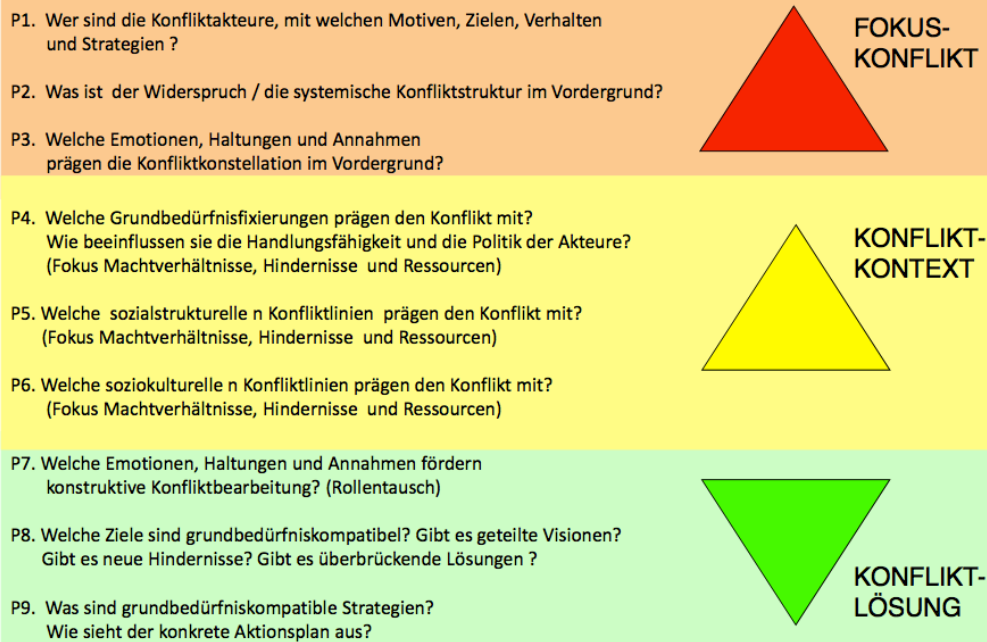 P1. Wer sind die Konfliktakteure, mit welchen Motiven, Zielen, Verhalten
und Strategien ?
P2. Was ist der Widerspruch / die systemische Konfliktstruktur im Vordergrund?
P3. Welche Emotionen, Haltungen und Annahmen
prägen die Konfliktkonstellation im Vordergrund?
FOKUS-
KONFLIKT
P4. Welche Grundbedürfnisfixierungen prägen den Konflikt mit?
Wie beeinflussen sie die Handlungsfähigkeit und die Politik der Akteure?
(Fokus Machtverhältnisse, Hindernisse und Ressourcen)
P5. Welche sozialstrukturelle n Konfliktlinien prägen den Konflikt mit?
(Fokus Machtverhältnisse, Hindernisse und Ressourcen)
P6. Welche soziokulturelle n Konfliktlinien prägen den Konflikt mit?
(Fokus Machtverhältnisse, Hindernisse und Ressourcen)
KONFLIKT-
KONTEXT
P7. Welche Emotionen, Haltungen und Annahmen fördern
konstruktive Konfliktbearbeitung? (Rollentausch)
P8. Welche Ziele sind grundbedürfniskompatibel? Gibt es geteilte Visionen?
Gibt es neue Hindernisse? Gibt es überbrückende Lösungen ?
P9. Was sind grundbedürfniskompatible Strategien?
Wie sieht der konkrete Aktionsplan aus?
KONFLIKT-
LÖSUNG